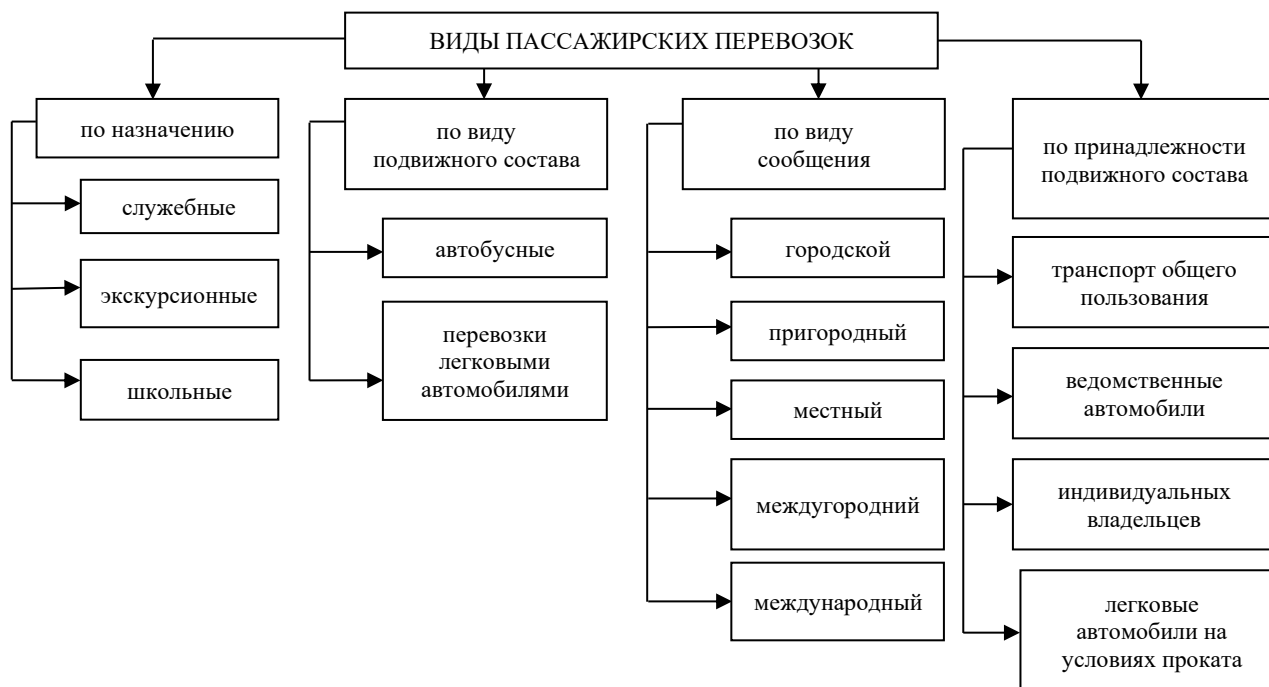 ВИДЫ ПАССАЖИРСКИХ ПЕРЕВОЗОК
по назначению
служебные
экскурсионные
школьные
по виду
подвижного состава
автобусные
перевозки
легковыми
автомобилями
по виду
сообщения
городской
пригородный
местный
междугородний
международный
по принадлежности
подвижного состава
транспорт общего
пользования
ведомственные
автомобили
индивидуальных
владельцев
легковые
автомобили на
условиях проката